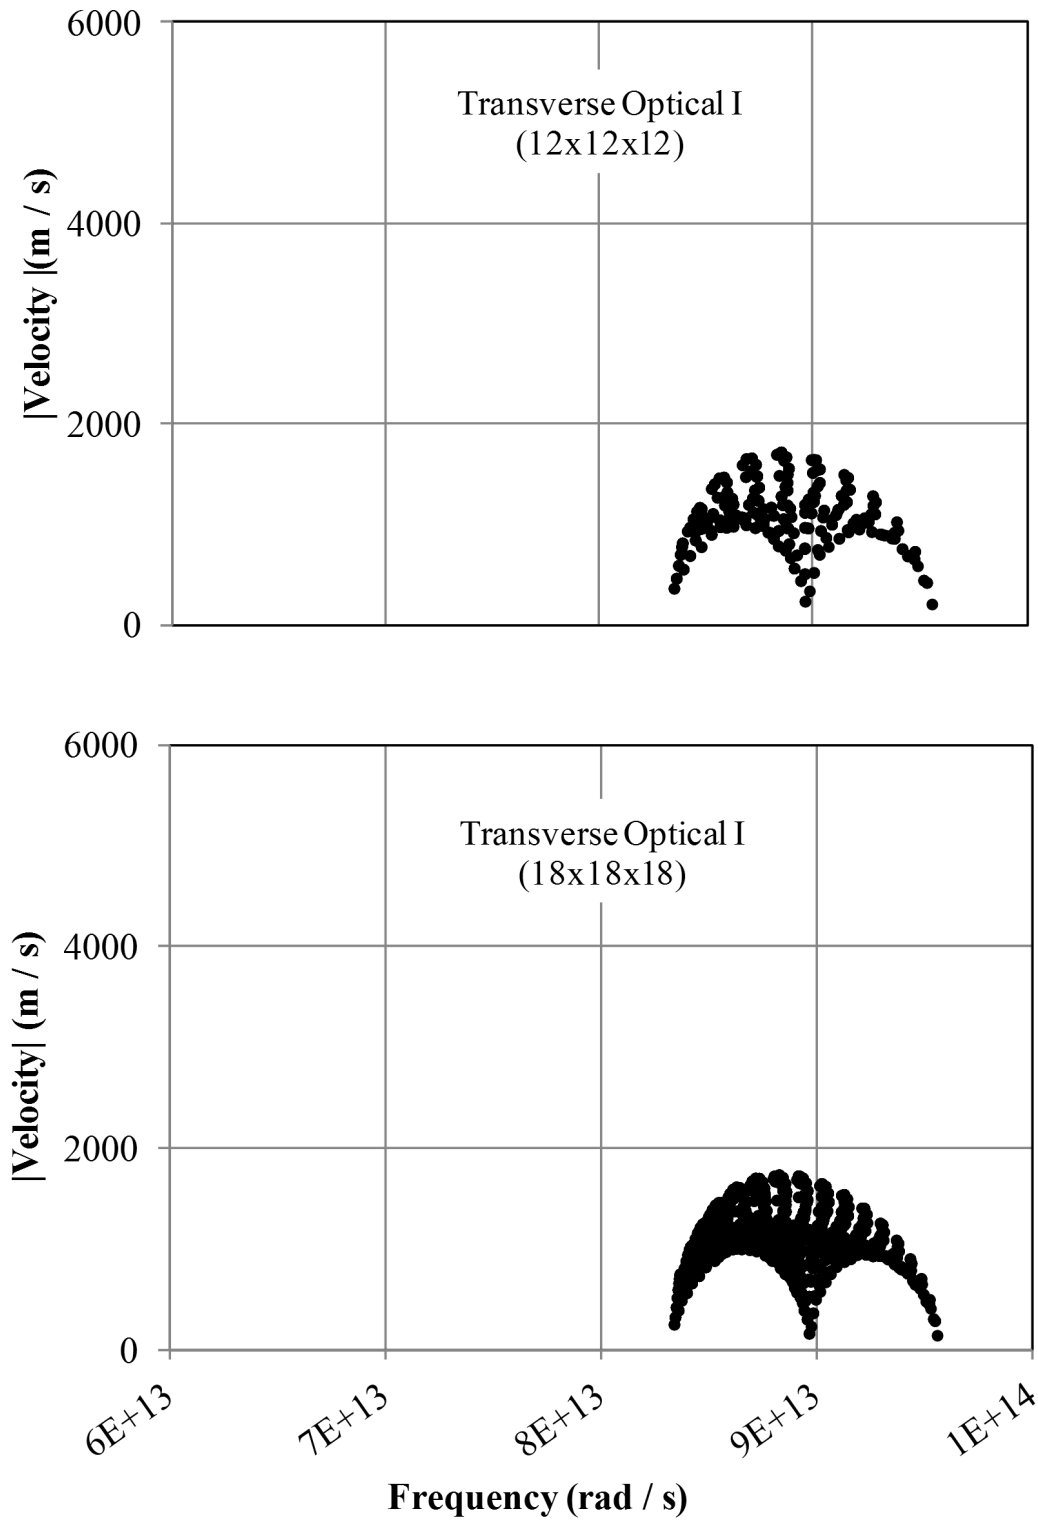 6000
Transverse Optical I
(12x12x12)
4000
|Velocity |(m / s)
2000
0
6000
Transverse Optical I
(18x18x18)
4000
|Velocity| (m / s)
2000
0
6E+13
7E+13
8E+13
9E+13
1E+14
Frequency (rad / s)